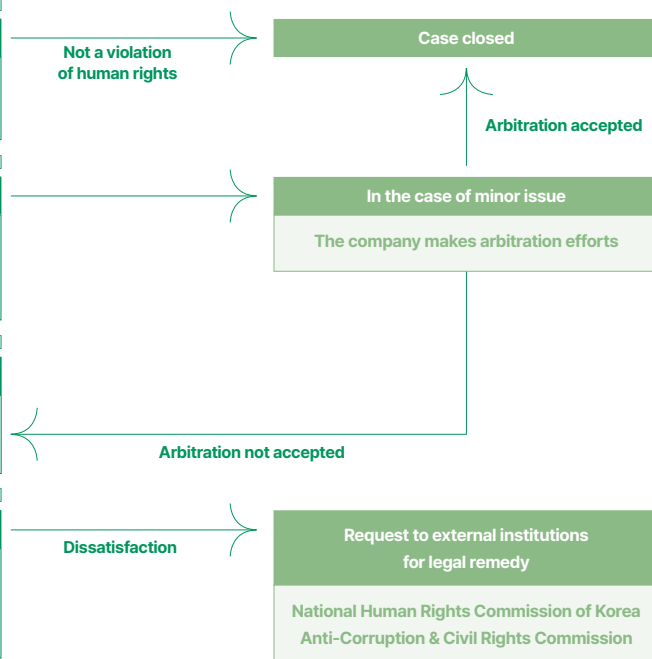 Case closed
Not a violation
of human rights
Arbitration accepted
In the case of minor issue
The company makes arbitration efforts
Arbitration not accepted
Request to external institutions
for legal remedy
Dissatisfaction
National Human Rights Commission of Korea
Anti-Corruption & Civil Rights Commission